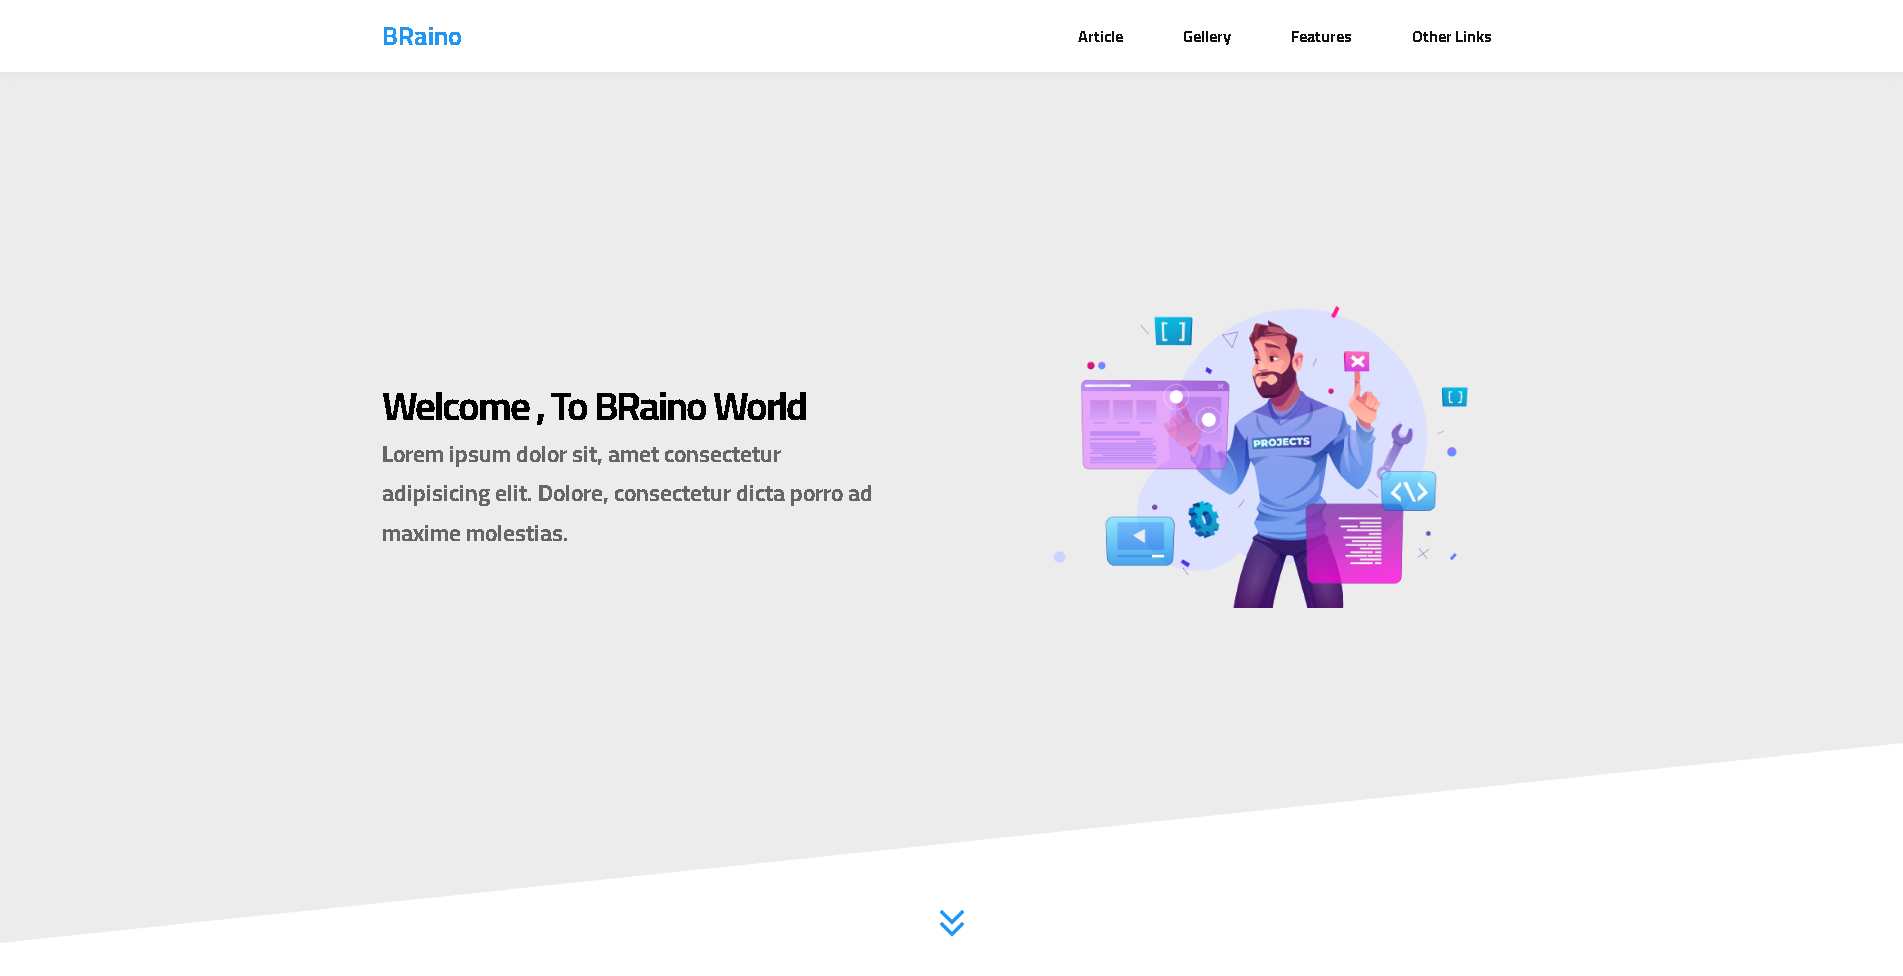 BRaino
Article
Gellery
Features
Other Links
Welcome , To BRaino World
Lorem ipsum dolor sit, amet consectetur
adipisicing elit. Dolore, consectetur dicta porro ad
maxime molestias.
[ ]
[ ]
PROJECTS
<\>